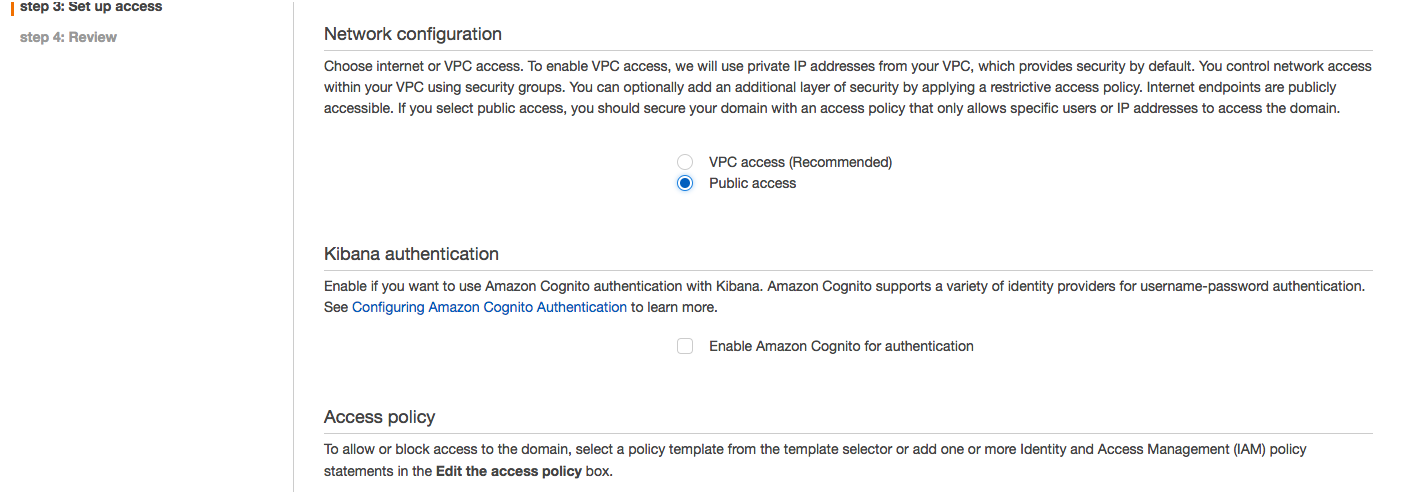 step 3: Set up access
step 4: Review
Network configuration
Choose internet or VPC access. To enable VPC access, we will use private IP addresses from your VPC, which provides security by default. You control network access
within your VPC using security groups. You can optionally add an additional layer of security by applying a restrictive access policy. Internet endpoints are publicly
accessible. If you select public access, you should secure your domain with an access policy that only allows specific users or IP addresses to access the domain.
VPC access (Recommended)
Public access
Kibana authentication
Enable if you want to use Amazon Cognito authentication with Kibana. Amazon Cognito supports a variety of identity providers for username-password authentication.
See Configuring Amazon Cognito Authentication to learn more.
Enable Amazon Cognito for authentication
Access policy
To allow or block access to the domain, select a policy template from the template selector or add one or more Identity and Access Management (IAM) policy
statements in the Edit the access policy box.